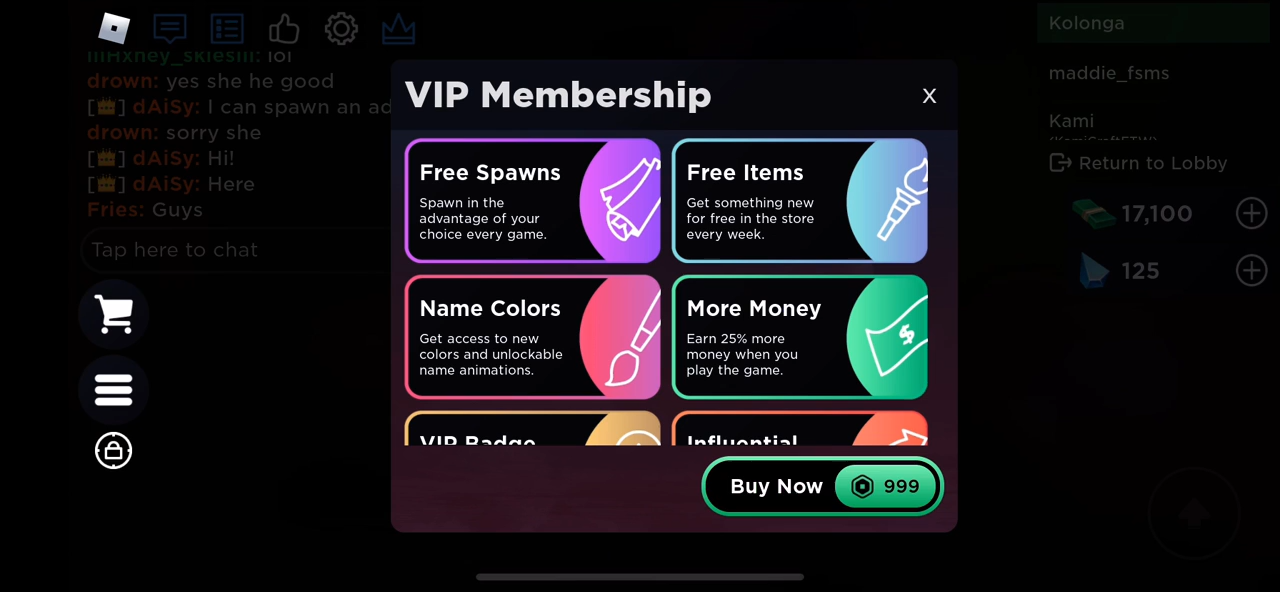 lol
drown: yes she he good
[👑] dAiSy: I can spawn an ad
drown: sorry she
[👑] dAiSy: Hi!
[👑] dAiSy: Here
Fries: Guys
Tap here to chat
VIP Membership
X
Free Spawns
Spawn in the
advantage of your
choice every game.
Free Items
Get something new
for free in the store
every week.
Name Colors
Get access to new
colors and unlockable
name animations.
More Money
Earn 25% more
money when you
play the game.
$
VIP Badge
Influential
Buy Now 999
Kolonga
maddie_fsms
Kami
Return to Lobby
17,100
125